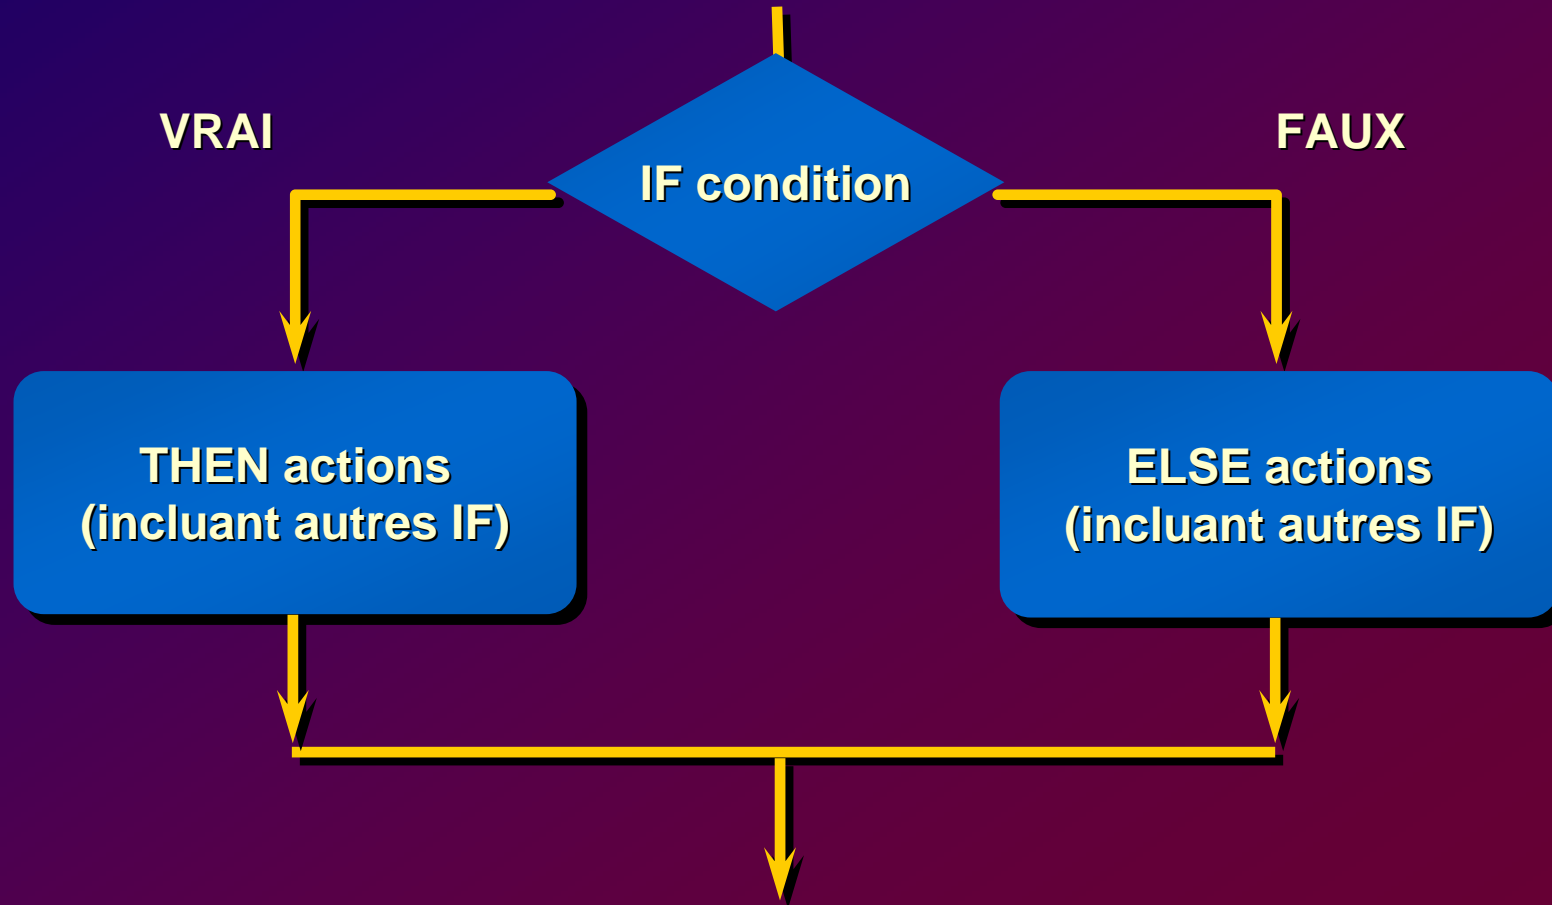 VRAI
IF condition
FAUX
THEN actions
(incluant autres IF)
ELSE actions
(incluant autres IF)